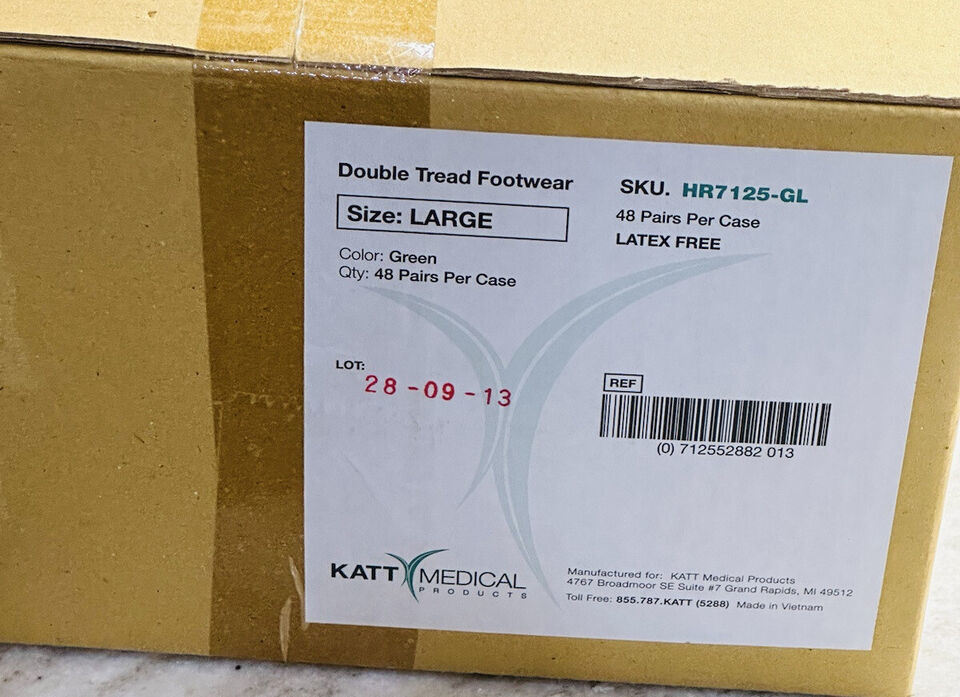 Double Tread Footwear
Size: LARGE
Color: Green
Qty: 48 Pairs Per Case
SKU. HR7125-GL
48 Pairs Per Case
LATEX FREE
LOT:
28-09-13
REF
(0) 712552882 013
KATT MEDICAL
PRODUCTS
Manufactured for: KATT Medical Products
4767 Broadmoor SE Suite #7 Grand Rapids, MI 49512
Toll Free: 855.787.KATT (5288) Made in Vietnam